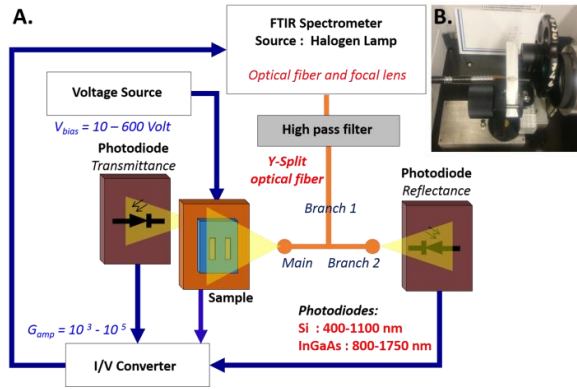 A.
FTIR Spectrometer
Source : Halogen Lamp
Optical fiber and focal lens
B.
Voltage Source
V_bias = 10 – 600 Volt
High pass filter
Photodiode
Transmittance
Y-Split
optical fiber
Branch 1
Photodiode
Reflectance
Main
Branch 2
Sample
Photodiodes:
Si : 400-1100 nm
InGaAs : 800-1750 nm
G_amp = 10³ - 10⁵
I/V Converter